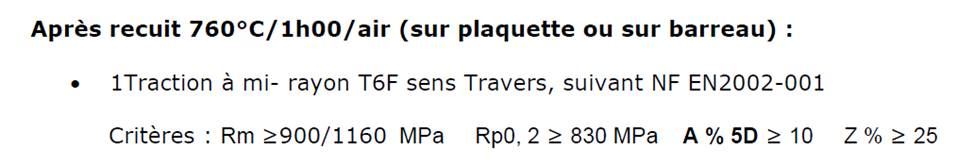 Après recuit 760°C/1h00/air (sur plaquette ou sur barreau) :
• 1Traction à mi- rayon T6F sens Travers, suivant NF EN2002-001
Critères : Rm ≥900/1160 MPa Rp0, 2 ≥ 830 MPa A % 5D ≥ 10 Z % ≥ 25